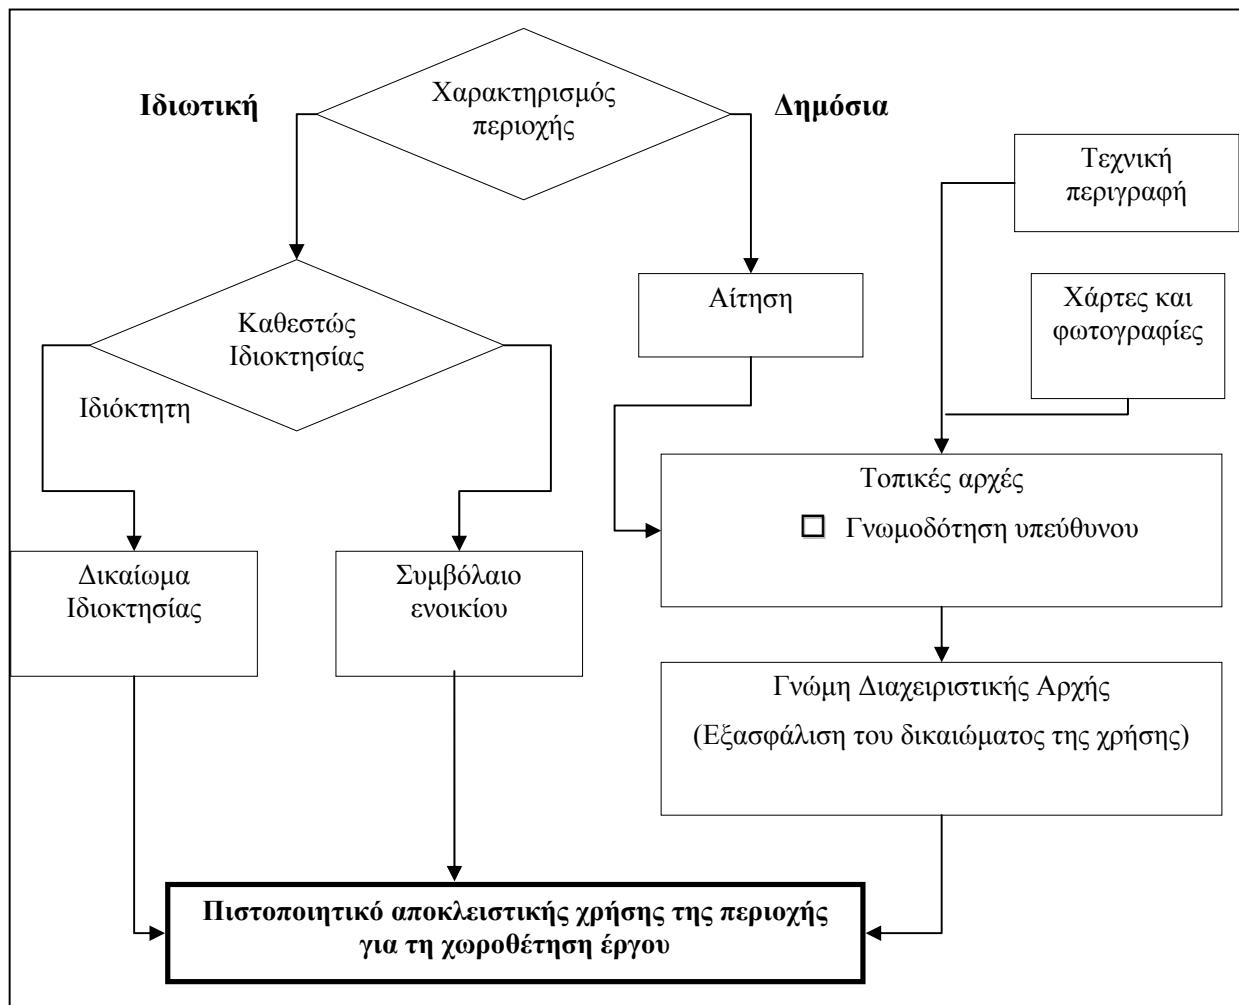 Χαρακτηρισμός
περιοχής
Ιδιωτική
Δημόσια
Τεχνική
περιγραφή
Χάρτες και
φωτογραφίες
Αίτηση
Καθεστώς
Ιδιοκτησίας
Ιδιόκτητη
Τοπικές αρχές
Γνωμοδότηση υπεύθυνου
Δικαίωμα
Ιδιοκτησίας
Συμβόλαιο
ενοικίου
Γνώμη Διαχειριστικής Αρχής
(Εξασφάλιση του δικαιώματος της χρήσης)
Πιστοποιητικό αποκλειστικής χρήσης της περιοχής
για τη χωροθέτηση έργου